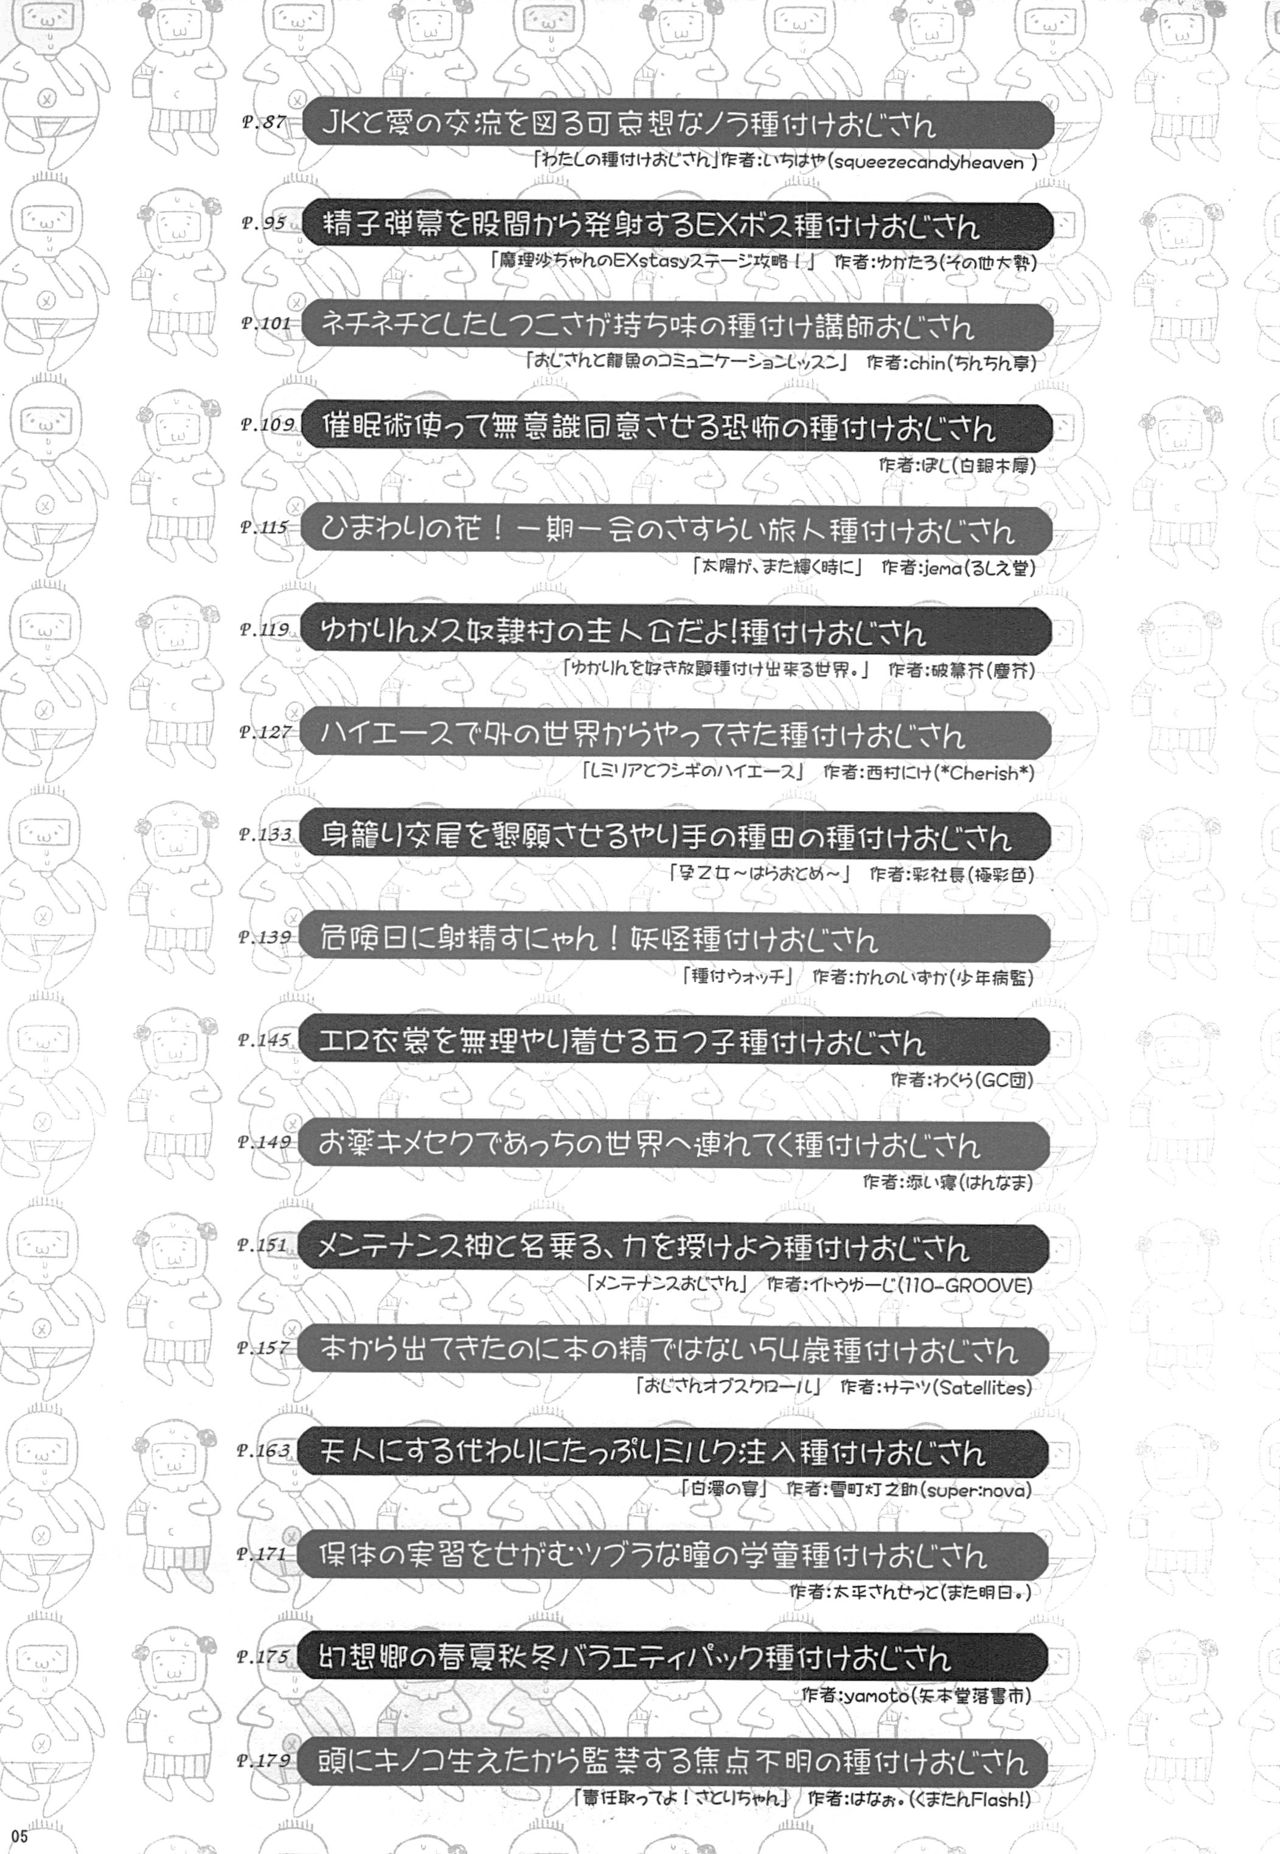 P.87 JKと愛の交流を図る可哀想なノラ種付けおじさん
「わたしの種付けおじさん」作者:いちはや(squeezecandyheaven )
P.95 精子弾幕を股間から発射するEXボス種付けおじさん
「魔理沙ちゃんのEXstasyステージ攻略！」 作者:ゆかたろ(その他大勢)
P.101 ネチネチとしたしつこさが持ち味の種付け講師おじさん
「おじさんと龍魚のコミュニケーションレッスン」 作者:chin(ちんちん亭)
P.109 催眠術使って無意識同意させる恐怖の種付けおじさん
作者:ぽし(白銀木犀)
P.115 ひまわりの花！一期一会のさすらい旅人種付けおじさん
「太陽が、また輝く時に」 作者:jema(るしえ堂)
P.119 ゆかりんメス奴隷村の主人公だよ!種付けおじさん
「ゆかりんを好き放題種付け出来る世界。」 作者:破簾芥(塵芥)
P.127 ハイエースで外の世界からやってきた種付けおじさん
「レミリアとフシギのハイエース」 作者:西村にけ(*Cherish*)
P.133 身籠り交尾を懇願させるやり手の種田の種付けおじさん
「孕乙女～はらおとめ～」 作者:彩社長(極彩色)
P.139 危険日に射精すにゃん！妖怪種付けおじさん
「種付ウォッチ」 作者:かんのいずか(少年病監)
P.145 エロ衣裳を無理やり着せる五つ子種付けおじさん
作者:わくら(GC団)
P.149 お薬キメセクであっちの世界へ連れてく種付けおじさん
作者:添い寝(はんなま)
P.151 メンテナンス神と名乗る、力を授けよう種付けおじさん
「メンテナンスおじさん」 作者:イトウゆーじ(110-GROOVE)
P.157 本から出てきたのに本の精ではない54歳種付けおじさん
「おじさんオブスクロール」 作者:サテツ(Satellites)
P.163 天人にする代わりにたっぷりミルク注入種付けおじさん
「白濁の宴」 作者:雪町灯之助(super:nova)
P.171 保体の実習をせがむツブラな瞳の学童種付けおじさん
作者:太平さんせっと(また明日。)
P.175 幻想郷の春夏秋冬バラエティパック種付けおじさん
作者:yamoto(矢本堂落書市)
P.179 頭にキノコ生えたから監禁する焦点不明の種付けおじさん
「責任取ってよ！さとりちゃん」 作者:はなぉ。(くまたんFlash!)
05